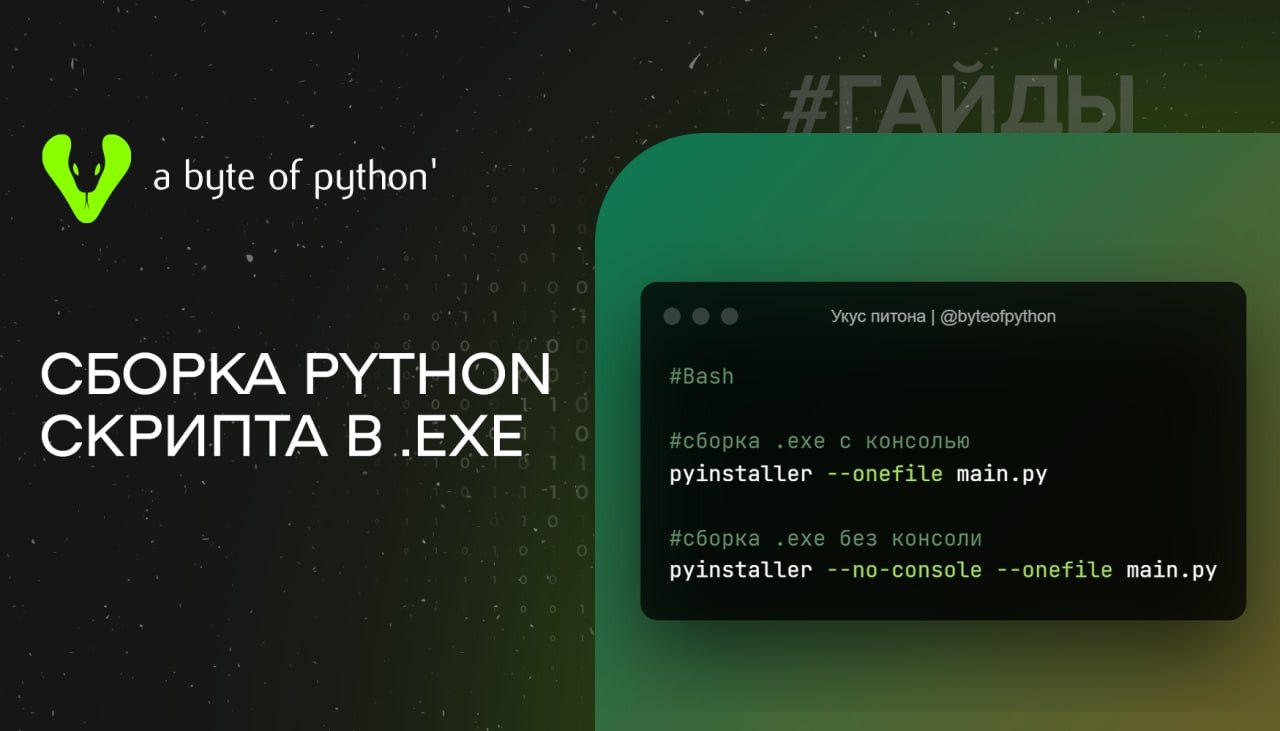 #ГАЙДЫ
a byte of python'
СБОРКА PYTHON
СКРИПТА В .EXE
Укус питона | @byteofpython
#Bash
#сборка .exe с консолью
pyinstaller --onefile main.py
#сборка .exe без консоли
pyinstaller --no-console --onefile main.py